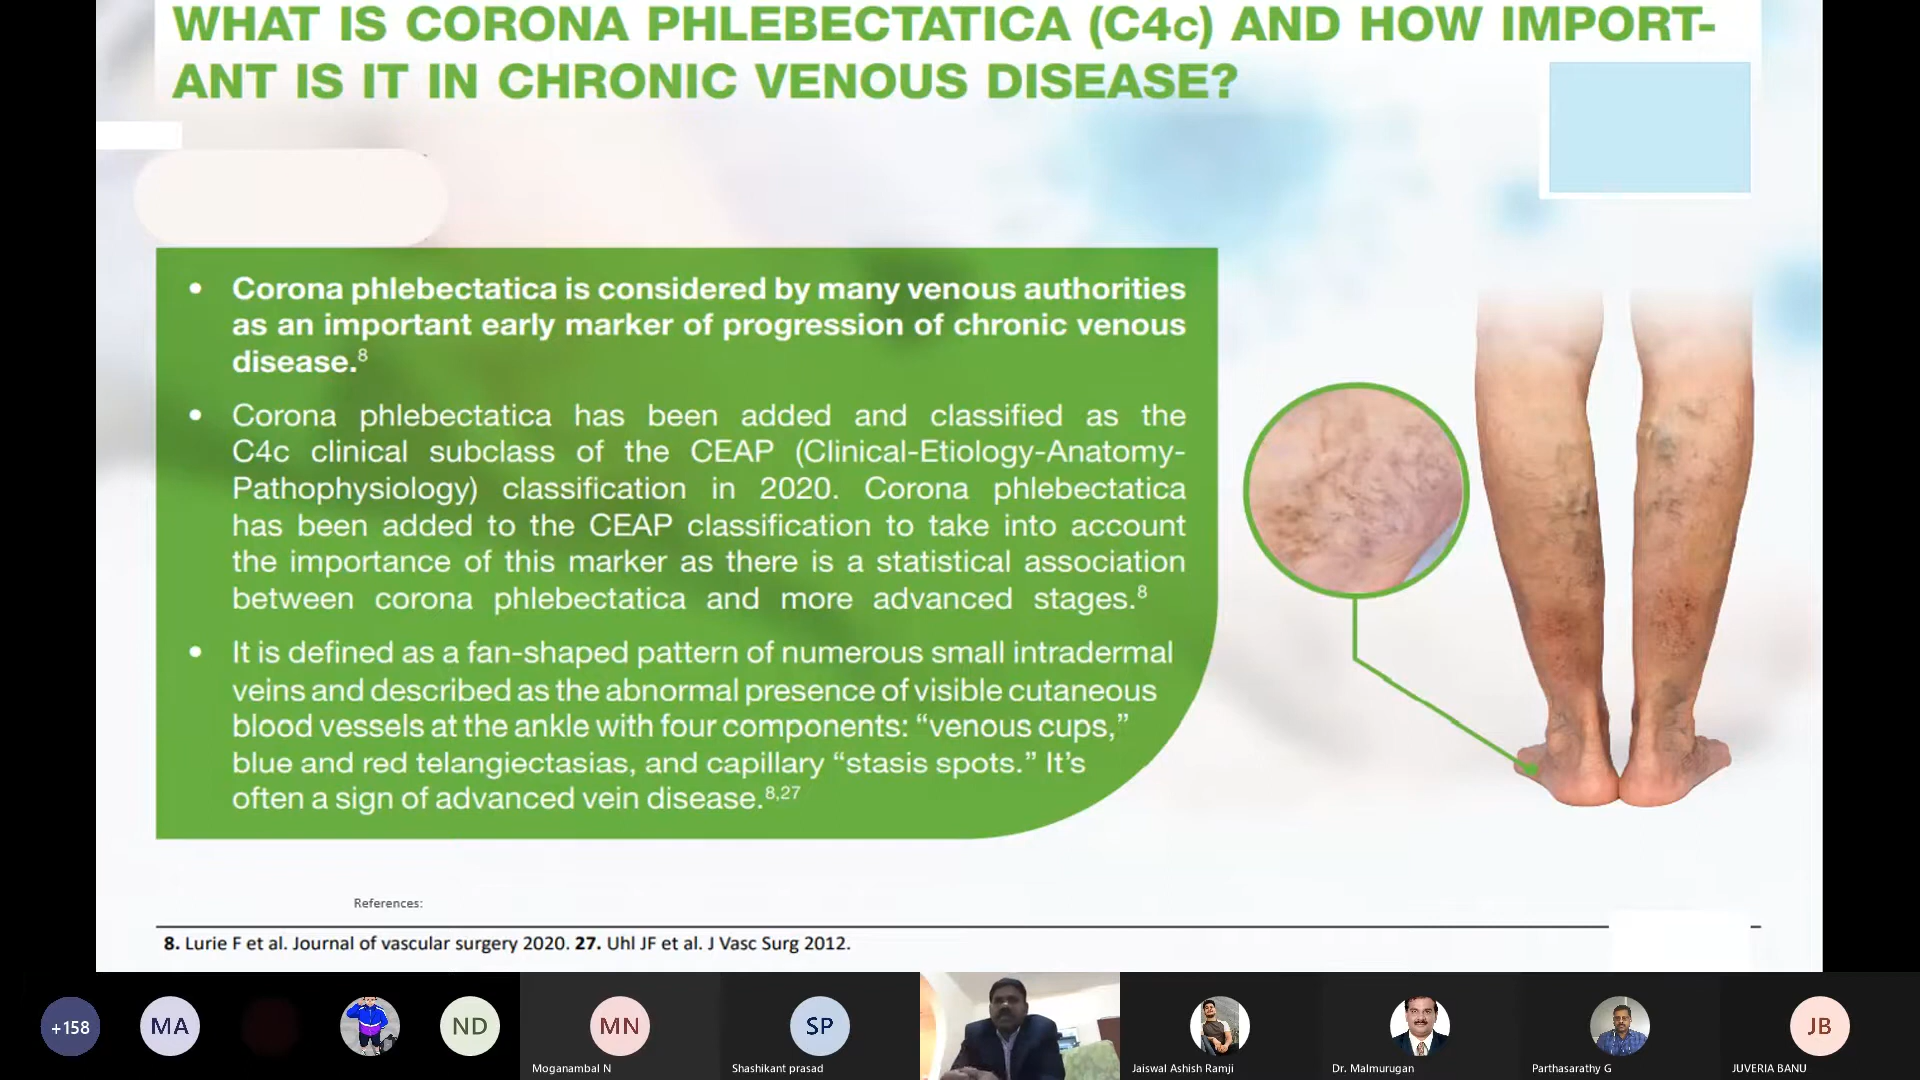 WHAT IS CORONA PHLEBECTATICA (C4c) AND HOW IMPORT-
ANT IS IT IN CHRONIC VENOUS DISEASE?
• Corona phlebectatica is considered by many venous authorities
as an important early marker of progression of chronic venous
disease.8
• Corona phlebectatica has been added and classified as the
C4c clinical subclass of the CEAP (Clinical-Etiology-Anatomy-
Pathophysiology) classification in 2020. Corona phlebectatica
has been added to the CEAP classification to take into account
the importance of this marker as there is a statistical association
between corona phlebectatica and more advanced stages.8
• It is defined as a fan-shaped pattern of numerous small intradermal
veins and described as the abnormal presence of visible cutaneous
blood vessels at the ankle with four components: “venous cups,”
blue and red telangiectasias, and capillary “stasis spots.” It’s
often a sign of advanced vein disease.8,27
References:
8. Lurie F et al. Journal of vascular surgery 2020. 27. Uhl JF et al. J Vasc Surg 2012.
+158
MA
ND
MN
SP
JB
Moganambal N
Shashikant prasad
Jaiswal Ashish Ramji
Dr. Malmurugan
Parthasarathy G
JUVERIA BANU